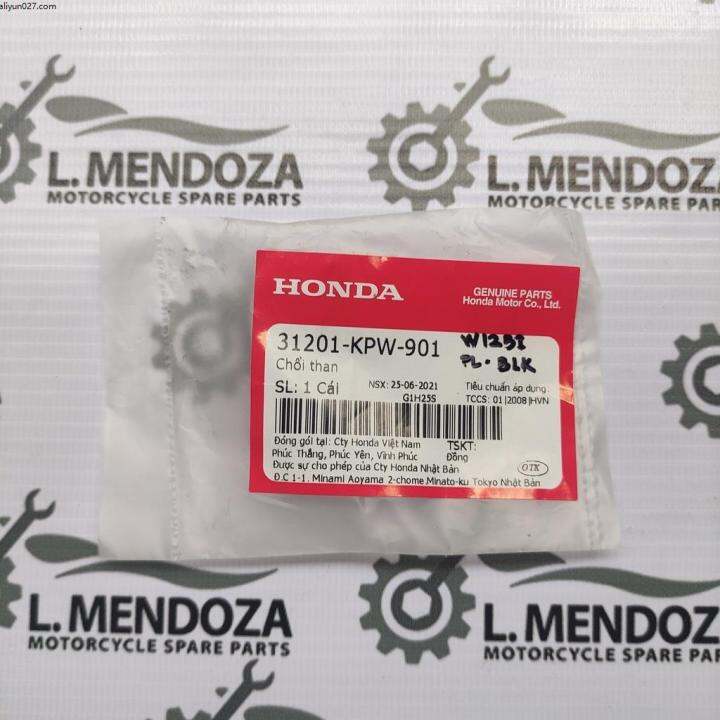 aliyun027.com
L. MENDOZA
MOTORCYCLE SPARE PARTS
L. MENDOZA
MOTORCYCLE SPARE PARTS
HONDA
GENUINE PARTS
Honda Motor Co., Ltd.
31201-KPW-901
W125I
PL. BLK
Chổi than
SL: 1 Cái
NSX: 25-06-2021
G1H25S
Tiêu chuẩn áp dụng
TCCS: 01|2008|HVN
Đóng gói tại: Cty Honda Việt Nam
Phúc Thắng, Phúc Yên, Vĩnh Phúc
TSKT:
Đồng
Được sự cho phép của Cty Honda Nhật Bản
Đ.C 1-1. Minami Aoyama 2-chome Minato-ku Tokyo Nhật Bản
OTK
L. MENDOZA
MOTORCYCLE SPARE PARTS
L. MENDOZA
MOTORCYCLE SPARE PARTS